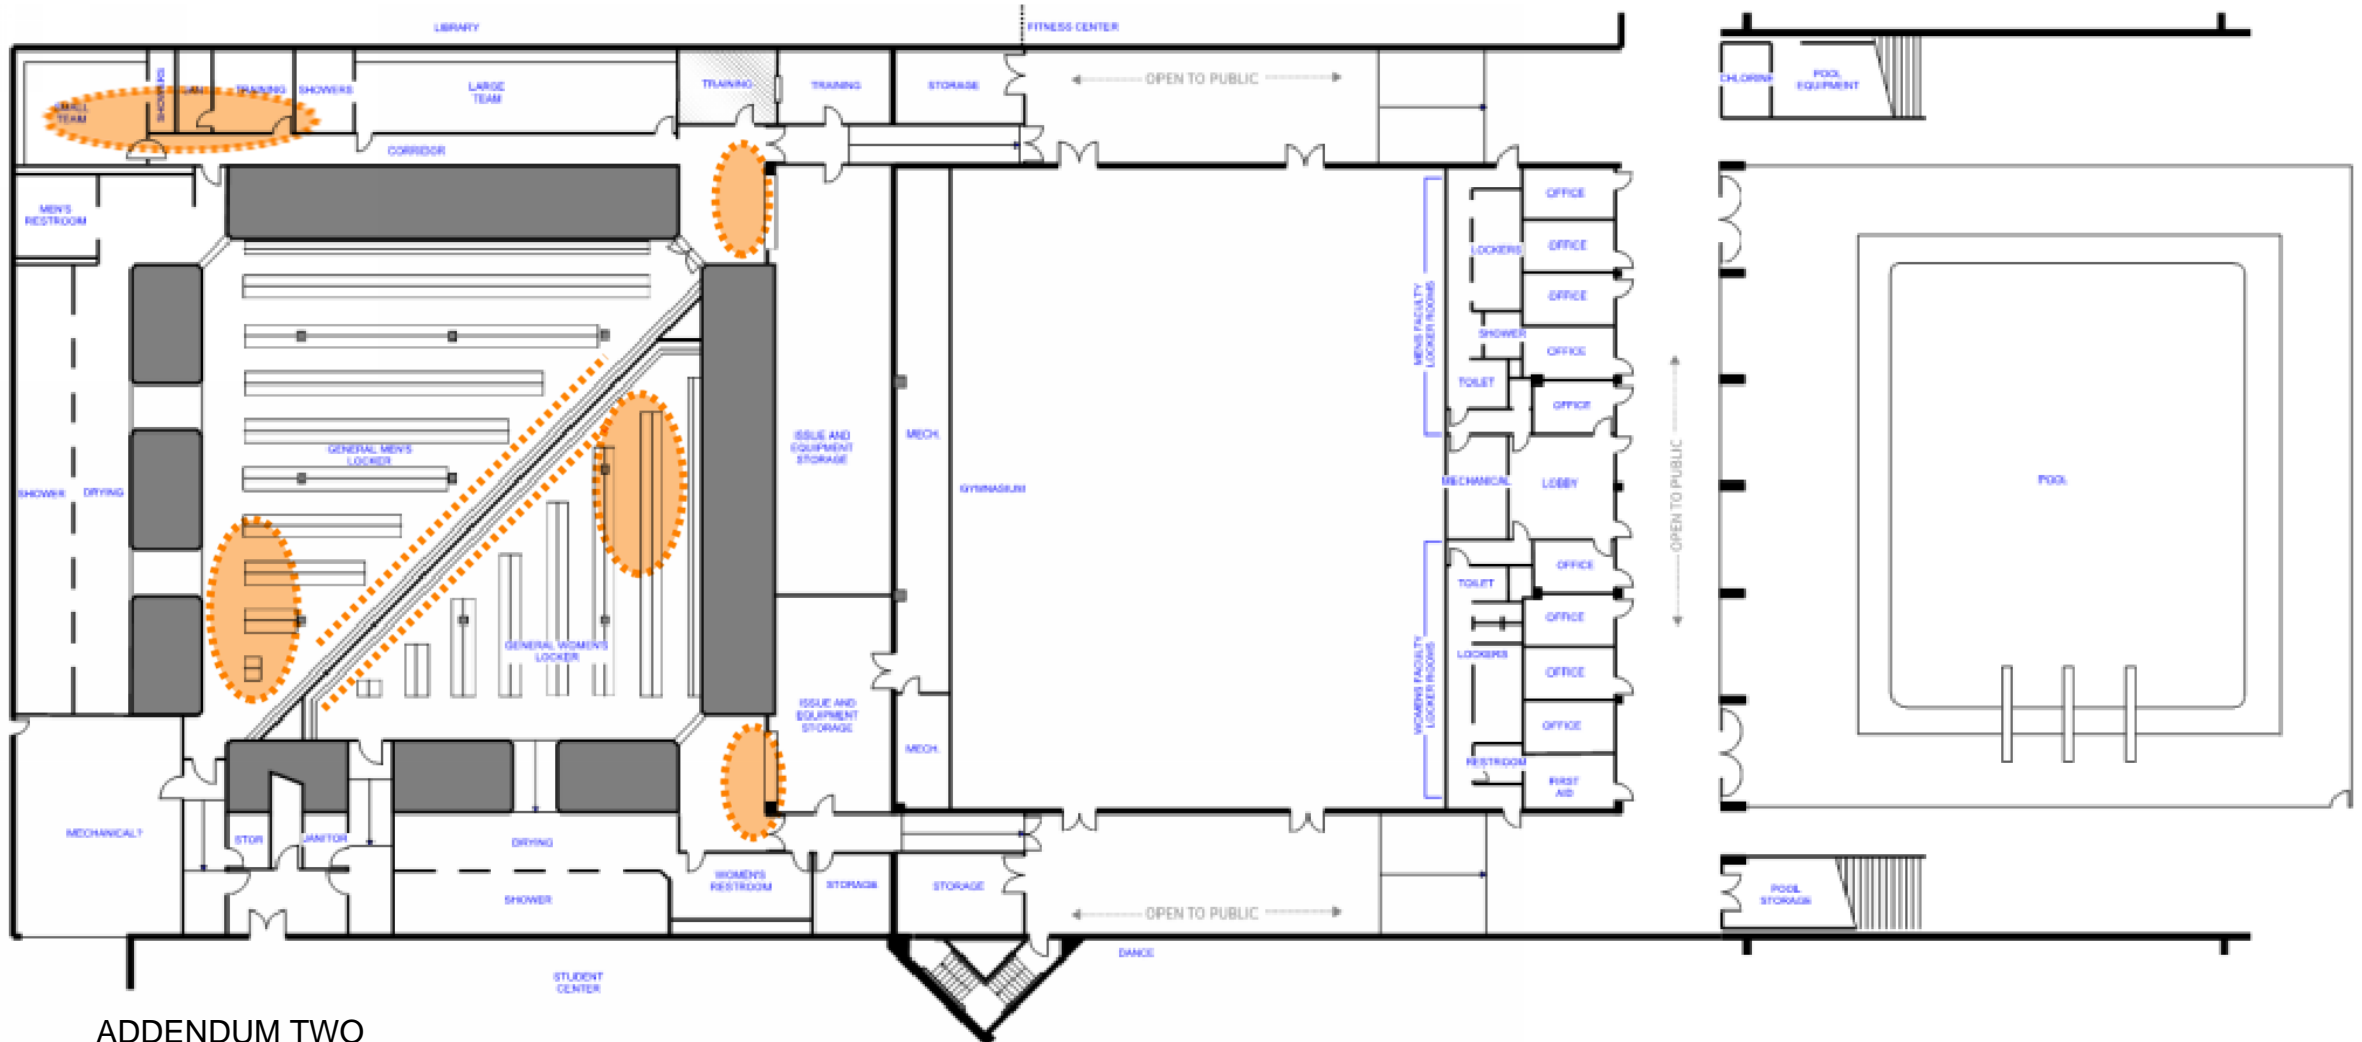 LIBRARY
FITNESS CENTER
SMALL
TEAM
SHOWERS
LAN
TRAINING
SHOWERS
LARGE
TEAM
TRAINING
TRAINING
STORAGE
OPEN TO PUBLIC
CHLORINE
POOL
EQUIPMENT
CORRIDOR
MEN'S
RESTROOM
OFFICE
OFFICE
OFFICE
OFFICE
OFFICE
LOCKERS
SHOWER
TOILET
MEN'S FACULTY
LOCKER ROOMS
GENERAL MEN'S
LOCKER
SHOWER
DRYING
ISSUE AND
EQUIPMENT
STORAGE
MECH.
GYMNASIUM
MECHANICAL
LOBBY
OPEN TO PUBLIC
POOL
OFFICE
TOILET
OFFICE
LOCKERS
OFFICE
OFFICE
WOMENS FACULTY
LOCKER ROOMS
GENERAL WOMEN'S
LOCKER
ISSUE AND
EQUIPMENT
STORAGE
MECH.
RESTROOM
FIRST
AID
MECHANICAL?
STOR
JANITOR
DRYING
SHOWER
WOMEN'S
RESTROOM
STORAGE
STORAGE
OPEN TO PUBLIC
POOL
STORAGE
STUDENT
CENTER
DANCE
ADDENDUM TWO